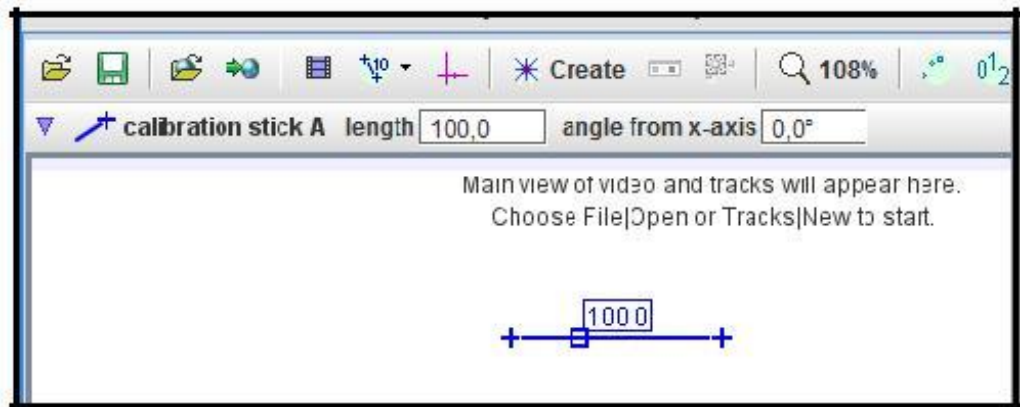 Create 108%
calibration stick A length 100,0 angle from x-axis 0,0°
Main view of video and tracks will appear here.
Choose File|Open or Tracks|New to start.
100 0